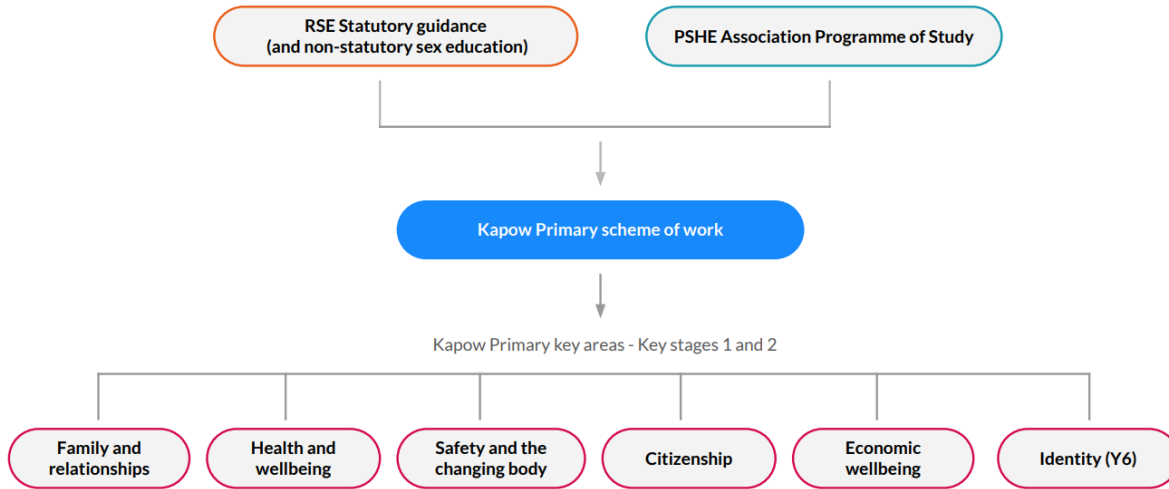 RSE Statutory guidance
(and non-statutory sex education)
PSHE Association Programme of Study
Kapow Primary scheme of work
Kapow Primary key areas - Key stages 1 and 2
Family and
relationships
Health and
wellbeing
Safety and the
changing body
Citizenship
Economic
wellbeing
Identity (Y6)